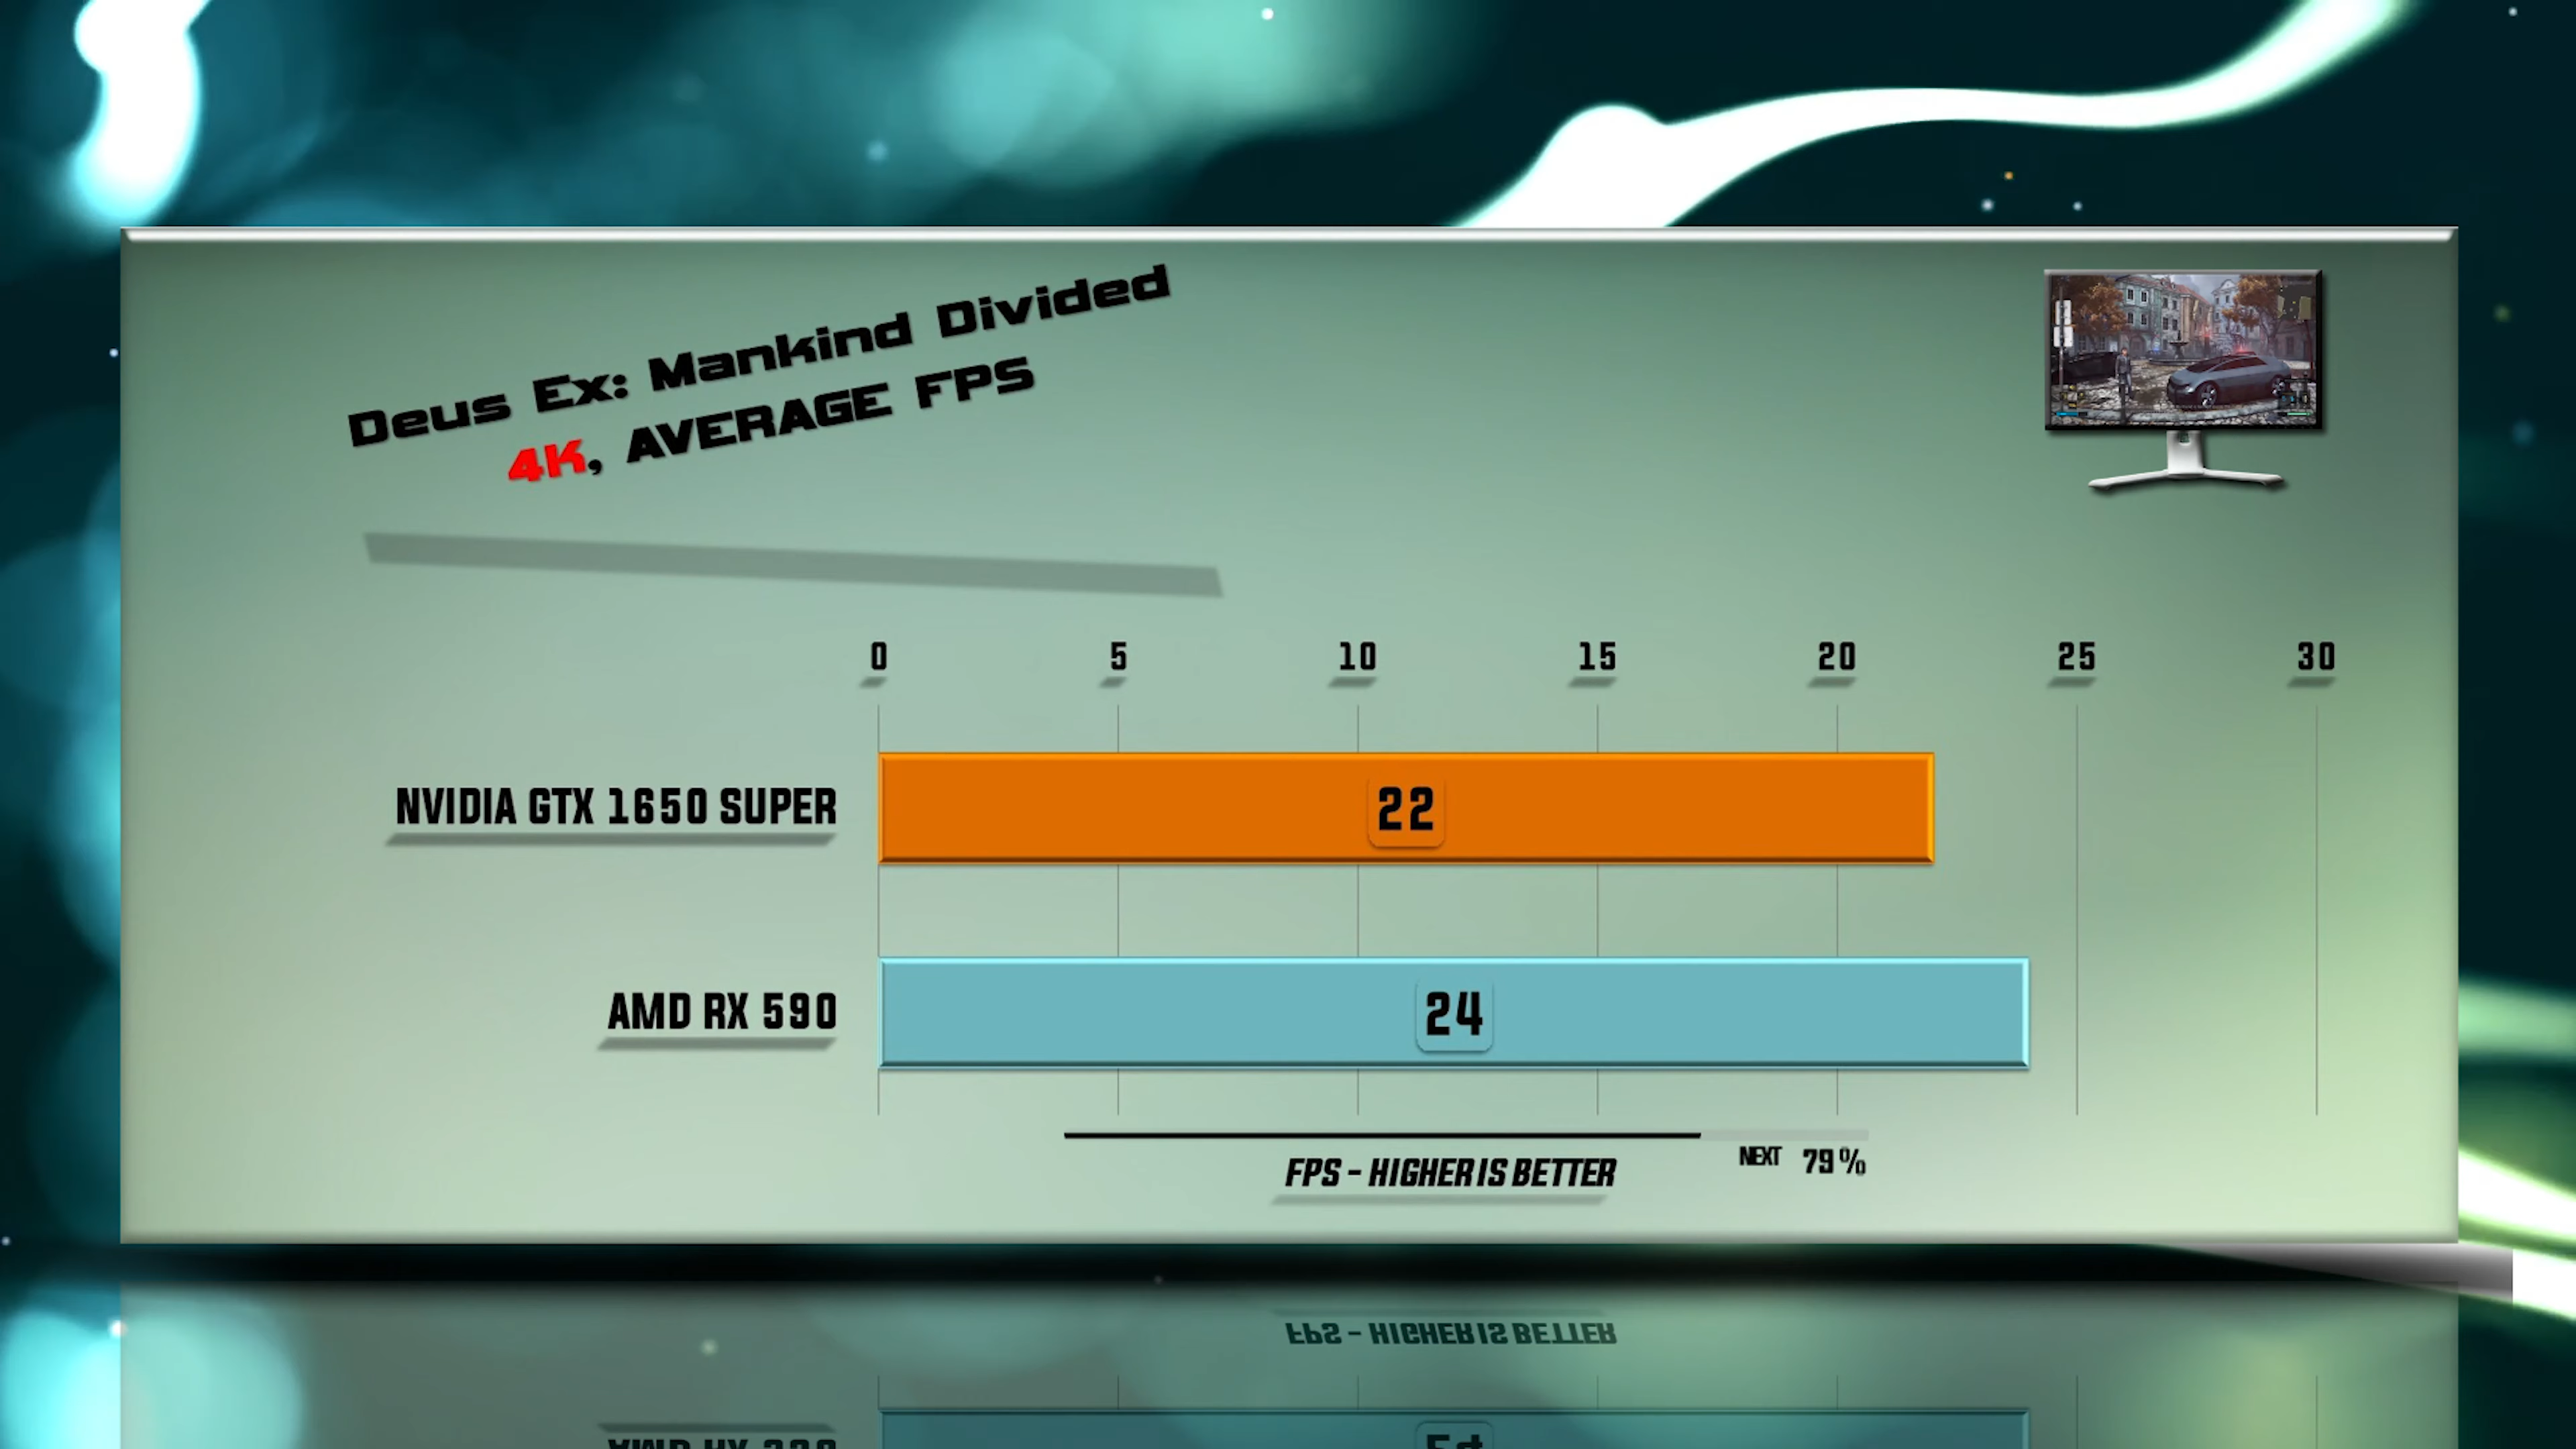 Deus Ex: Mankind Divided
4K, AVERAGE FPS
0 5 10 15 20 25 30
NVIDIA GTX 1650 SUPER 22
AMD RX 590 24
FPS - HIGHER IS BETTER NEXT 79%